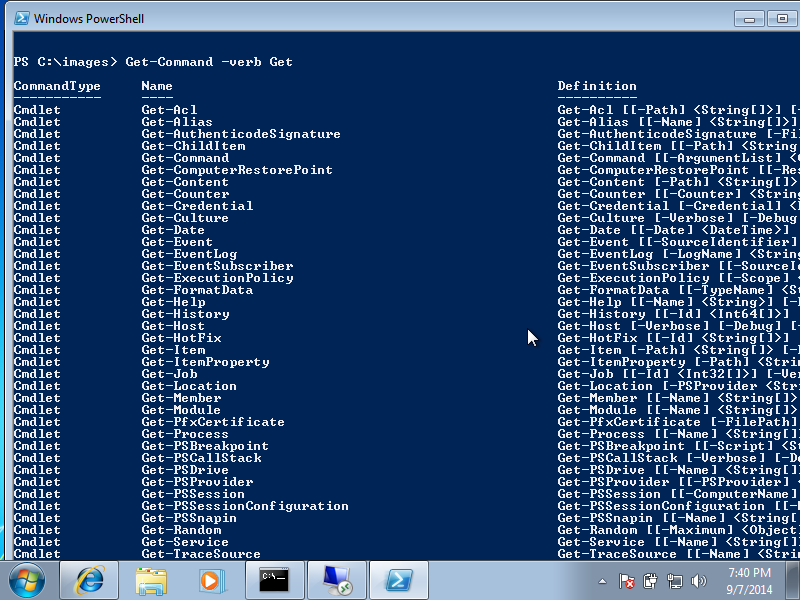 Windows PowerShell
PS C:\images> Get-Command -verb Get
CommandType Name Definition
----------- ---- ----------
Cmdlet Get-Acl Get-Acl [[-Path] <String[]>] [-
Cmdlet Get-Alias Get-Alias [[-Name] <String[]>]
Cmdlet Get-AuthenticodeSignature Get-AuthenticodeSignature [-Fi
Cmdlet Get-ChildItem Get-ChildItem [[-Path] <String
Cmdlet Get-Command Get-Command [[-ArgumentList] <
Cmdlet Get-ComputerRestorePoint Get-ComputerRestorePoint [[-Re
Cmdlet Get-Content Get-Content [-Path] <String[]>
Cmdlet Get-Counter Get-Counter [[-Counter] <String
Cmdlet Get-Credential Get-Credential [-Credential] <
Cmdlet Get-Culture Get-Culture [-Verbose] [-Debug
Cmdlet Get-Date Get-Date [[-Date] <DateTime>]
Cmdlet Get-Event Get-Event [[-SourceIdentifier]
Cmdlet Get-EventLog Get-EventLog [-LogName] <String
Cmdlet Get-EventSubscriber Get-EventSubscriber [[-SourceId
Cmdlet Get-ExecutionPolicy Get-ExecutionPolicy [[-Scope] <
Cmdlet Get-FormatData Get-FormatData [[-TypeName] <St
Cmdlet Get-Help Get-Help [[-Name] <String>] [-
Cmdlet Get-History Get-History [[-Id] <Int64[]>]
Cmdlet Get-Host Get-Host [-Verbose] [-Debug] [-
Cmdlet Get-HotFix Get-HotFix [[-Id] <String[]>]
Cmdlet Get-Item Get-Item [-Path] <String[]> [-
Cmdlet Get-ItemProperty Get-ItemProperty [-Path] <Strin
Cmdlet Get-Job Get-Job [[-Id] <Int32[]>] [-Ve
Cmdlet Get-Location Get-Location [-PSProvider <Str
Cmdlet Get-Member Get-Member [[-Name] <String[]>
Cmdlet Get-Module Get-Module [[-Name] <String[]>
Cmdlet Get-PfxCertificate Get-PfxCertificate [-FilePath]
Cmdlet Get-Process Get-Process [[-Name] <String[]
Cmdlet Get-PSBreakpoint Get-PSBreakpoint [[-Script] <St
Cmdlet Get-PSCallStack Get-PSCallStack [-Verbose] [-De
Cmdlet Get-PSDrive Get-PSDrive [[-Name] <String[]
Cmdlet Get-PSProvider Get-PSProvider [[-PSProvider]
Cmdlet Get-PSSession Get-PSSession [[-ComputerName]
Cmdlet Get-PSSessionConfiguration Get-PSSessionConfiguration [[-
Cmdlet Get-PSSnapin Get-PSSnapin [[-Name] <String[
Cmdlet Get-Random Get-Random [[-Maximum] <Object
Cmdlet Get-Service Get-Service [[-Name] <String[]
Cmdlet Get-TraceSource Get-TraceSource [[-Name] <Strin
C:\_
7:40 PM
9/7/2014